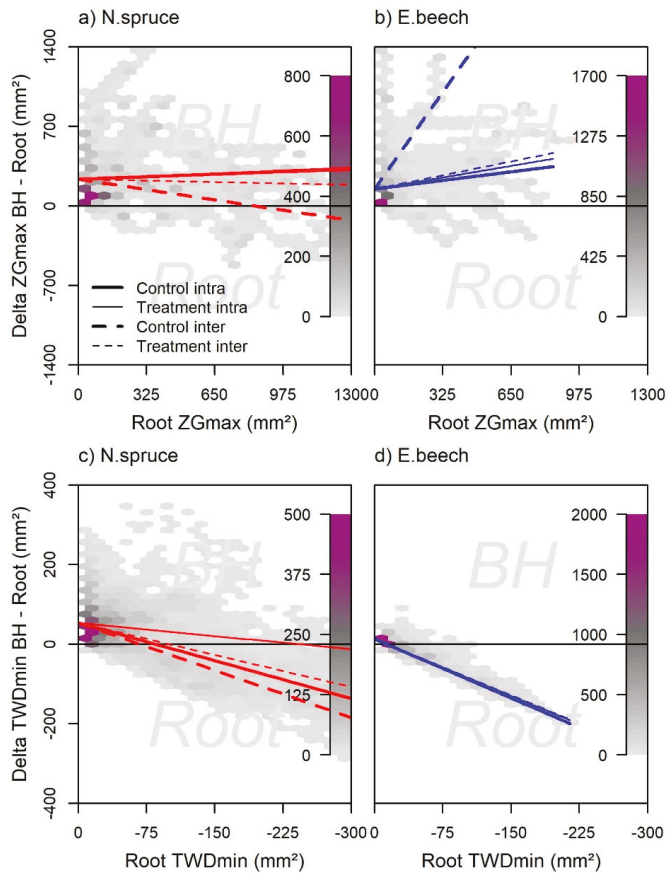 a) N.spruce
b) E.beech
1400
700
0
-700
-1400
Delta ZGmax BH - Root (mm²)
BH
Root
800
600
400
200
0
Control intra
Treatment intra
Control inter
Treatment inter
0 325 650 975 1300
Root ZGmax (mm²)
BH
Root
1700
1275
850
425
0
0 325 650 975 1300
Root ZGmax (mm²)
c) N.spruce
d) E.beech
400
200
0
200
-400
Delta TWDmin BH - Root (mm²)
BH
Root
500
375
250
125
0
0 -75 -150 -225 -300
Root TWDmin (mm²)
BH
Root
2000
1500
1000
500
0
0 -75 -150 -225 -300
Root TWDmin (mm²)